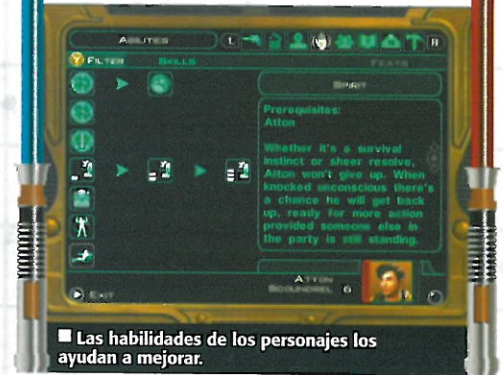 ABILITIES L R
Y FILTER SKILLS FEATS
SPIRIT
Prerequisites:
Atton
Whether it's a survival
instinct or sheer resolve,
Atton won't give up. When
knocked unconscious there's
a chance he will get back
up, ready for more action
provided someone else in
the party is still standing.
ATTON
SCOUNDREL 6
EXIT
Las habilidades de los personajes los
ayudan a mejorar.